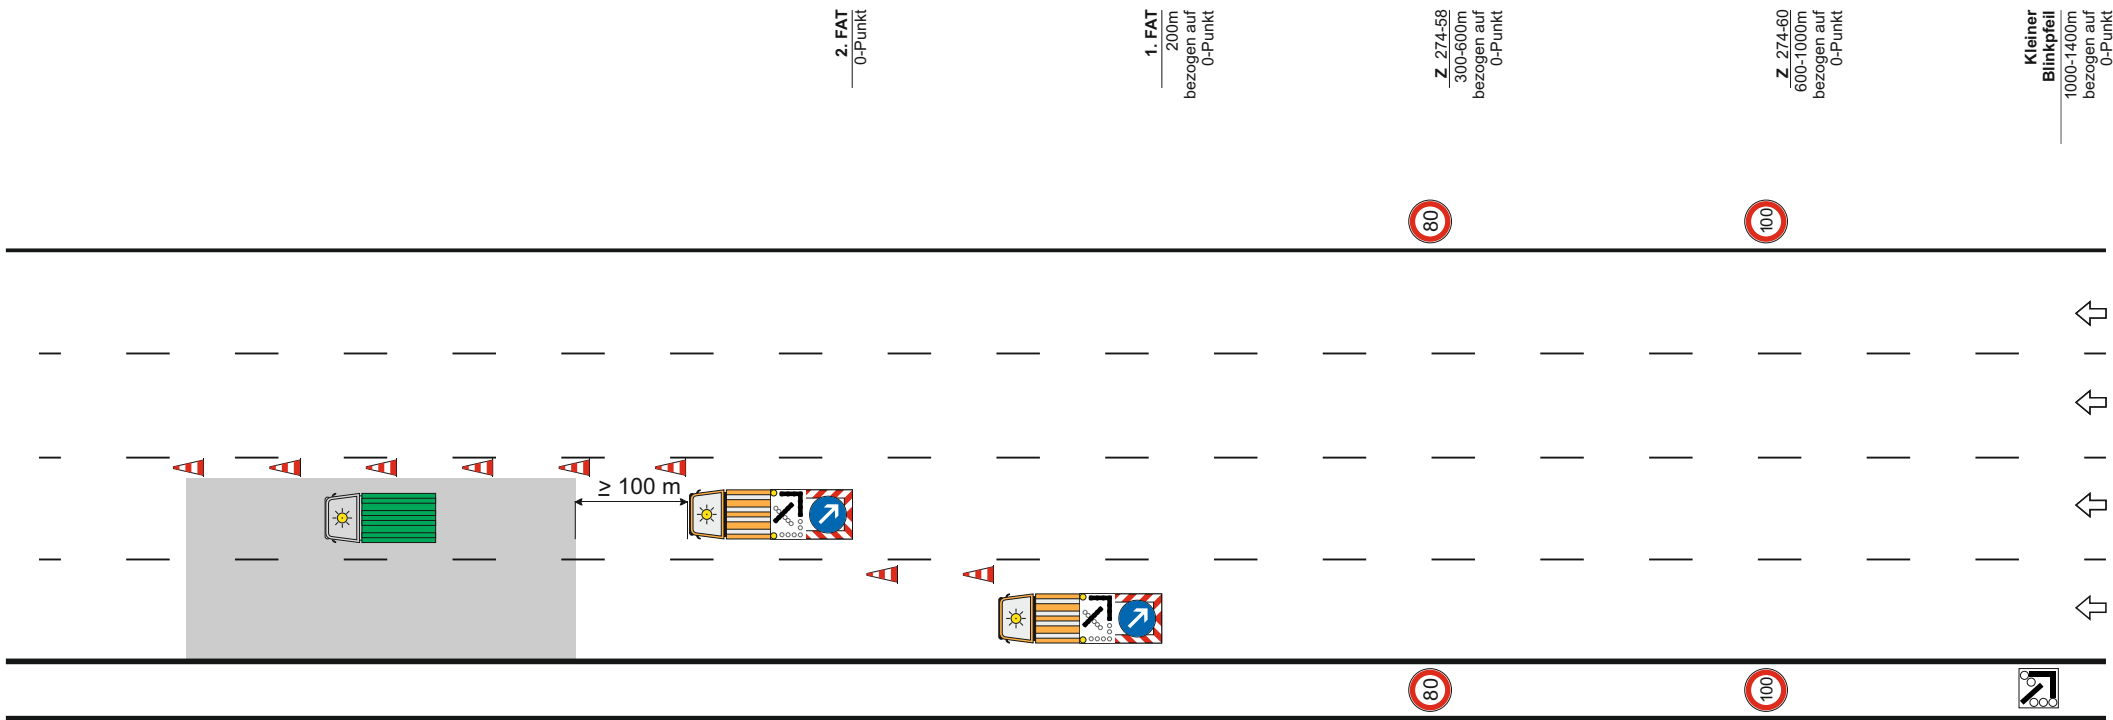 2. FAT
0-Punkt
1. FAT
200m
bezogen auf
0-Punkt
Z 274-58
300-600m
bezogen auf
0-Punkt
Z 274-60
600-1000m
bezogen auf
0-Punkt
Kleiner
Blinkpfeil
1000-1400m
bezogen auf
0-Punkt
80
100
≥ 100 m
80
100